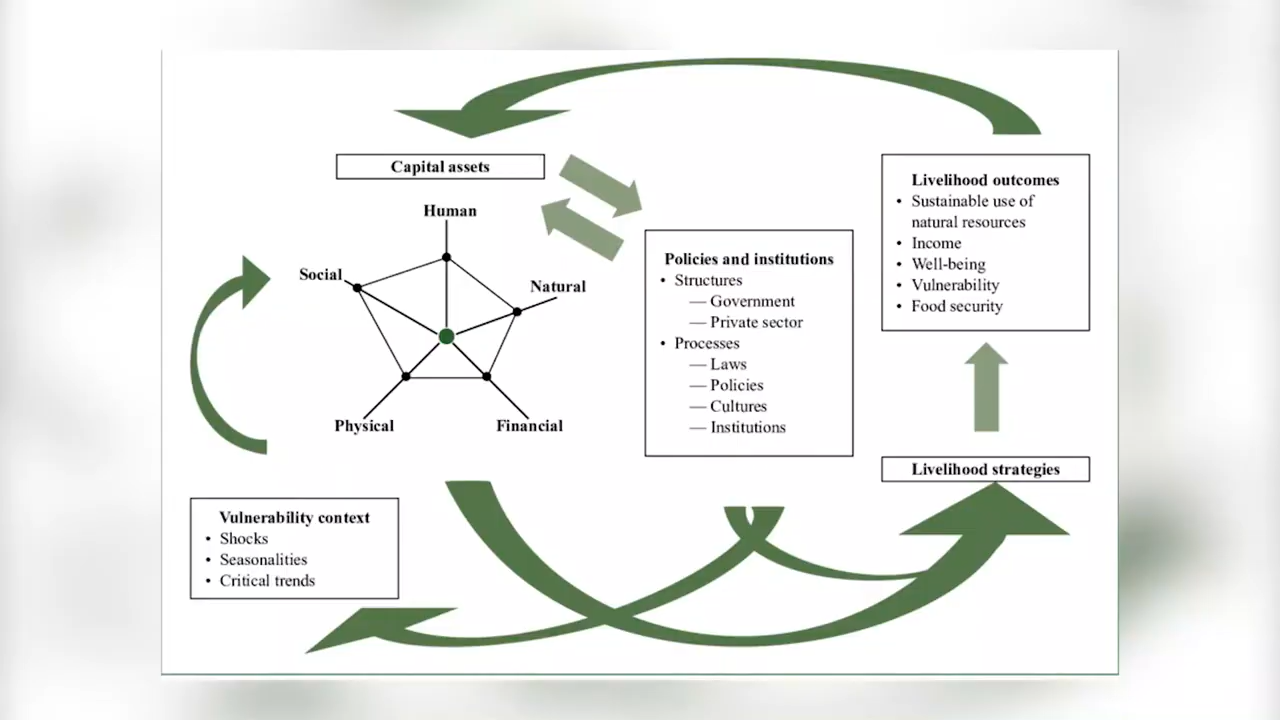 Capital assets
Human
Social
Natural
Physical
Financial
Vulnerability context
• Shocks
• Seasonalities
• Critical trends
Policies and institutions
• Structures
— Government
— Private sector
• Processes
— Laws
— Policies
— Cultures
— Institutions
Livelihood outcomes
• Sustainable use of
natural resources
• Income
• Well-being
• Vulnerability
• Food security
Livelihood strategies